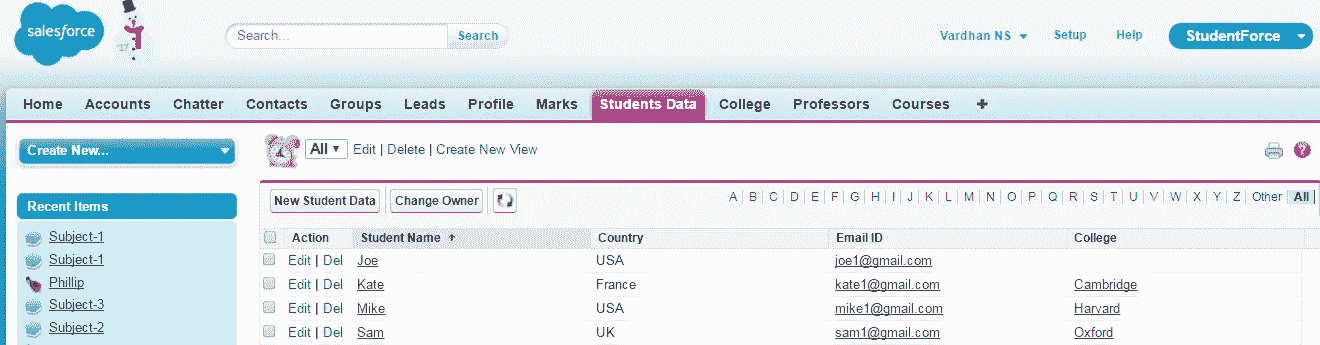 salesforce
Search... Search
Vardhan NS Setup Help StudentForce
Home Accounts Chatter Contacts Groups Leads Profile Marks Students Data College Professors Courses +
Create New...
All Edit | Delete | Create New View
Recent Items
Subject-1
Subject-1
Phillip
Subject-3
Subject-2
New Student Data Change Owner
A | B | C | D | E | F | G | H | I | J | K | L | M | N | O | P | Q | R | S | T | U | V | W | X | Y | Z | Other | All
Action Student Name Country Email ID College
Edit | Del Joe USA joe1@gmail.com
Edit | Del Kate France kate1@gmail.com Cambridge
Edit | Del Mike USA mike1@gmail.com Harvard
Edit | Del Sam UK sam1@gmail.com Oxford